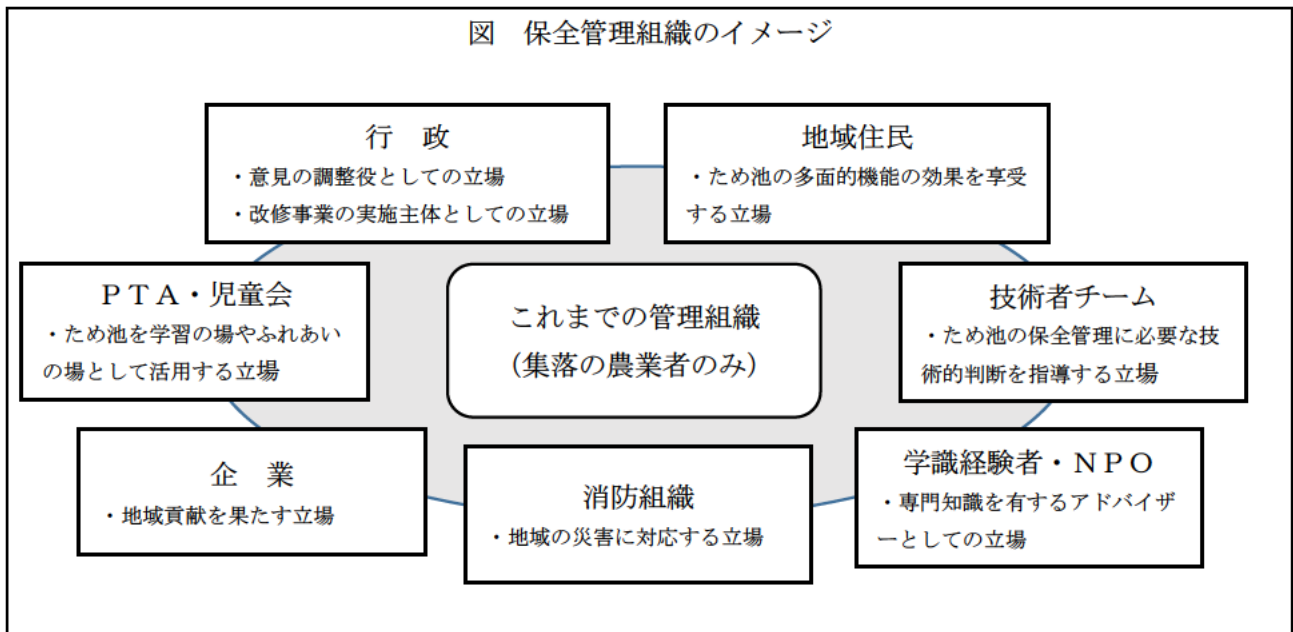 図　保全管理組織のイメージ
行　政
・意見の調整役としての立場
・改修事業の実施主体としての立場
地域住民
・ため池の多面的機能の効果を享受
する立場
ＰＴＡ・児童会
・ため池を学習の場やふれあい
の場として活用する立場
これまでの管理組織
（集落の農業者のみ）
技術者チーム
・ため池の保全管理に必要な技
術的判断を指導する立場
企　業
・地域貢献を果たす立場
消防組織
・地域の災害に対応する立場
学識経験者・ＮＰＯ
・専門知識を有するアドバイザ
ーとしての立場